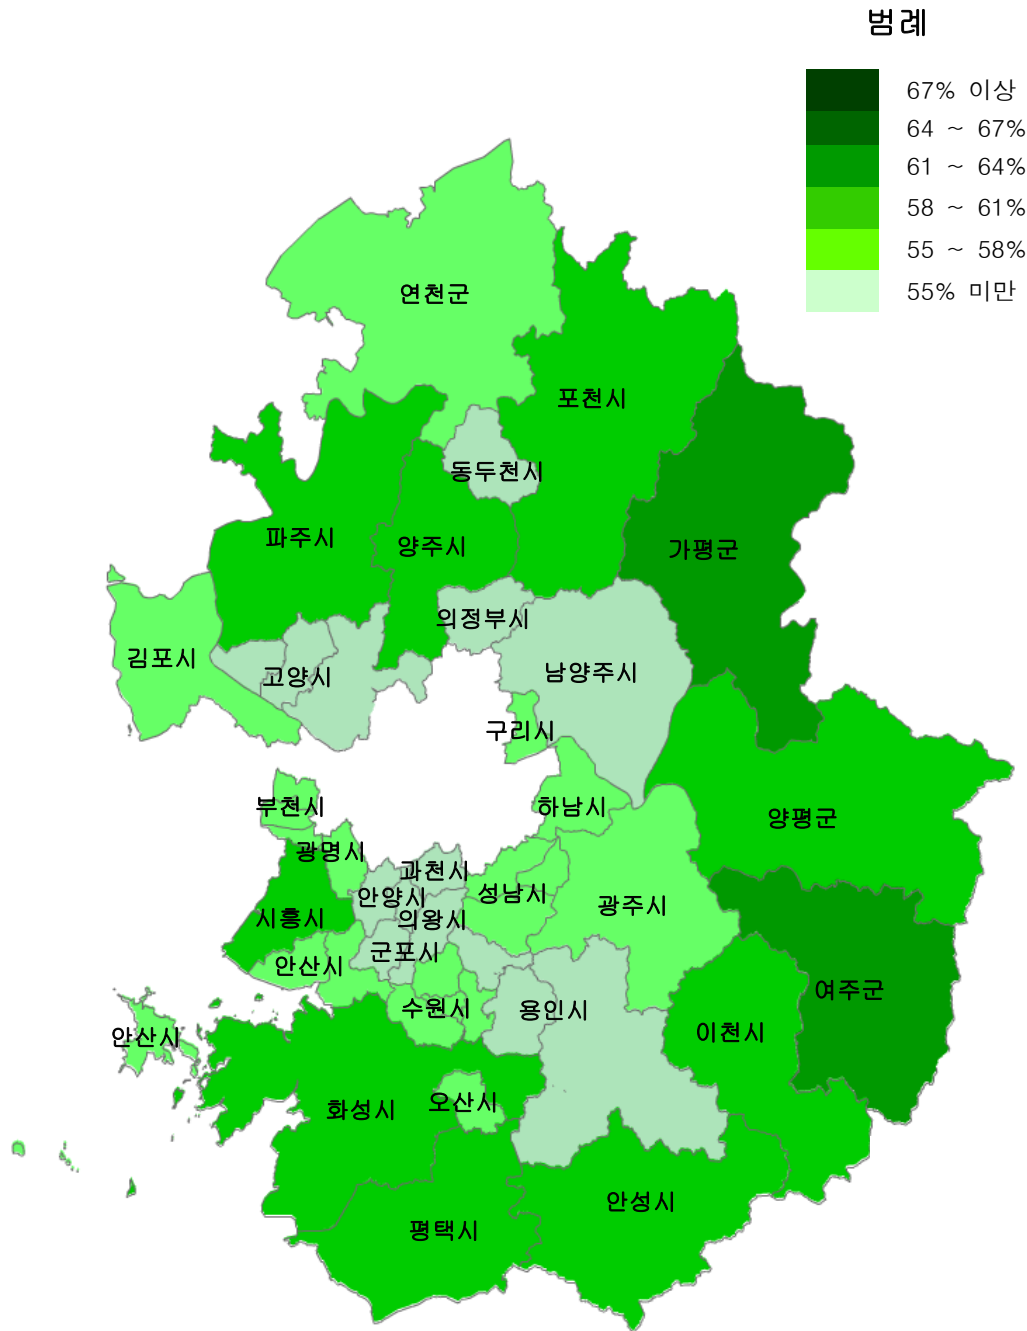 범례
67% 이상
64 ~ 67%
61 ~ 64%
58 ~ 61%
55 ~ 58%
55% 미만
연천군
포천시
동두천시
파주시
양주시
가평군
의정부시
김포시
고양시
남양주시
구리시
부천시
하남시
양평군
광명시
과천시
안양시
성남시
광주시
시흥시
의왕시
군포시
안산시
여주군
수원시
용인시
이천시
안산시
화성시
오산시
안성시
평택시